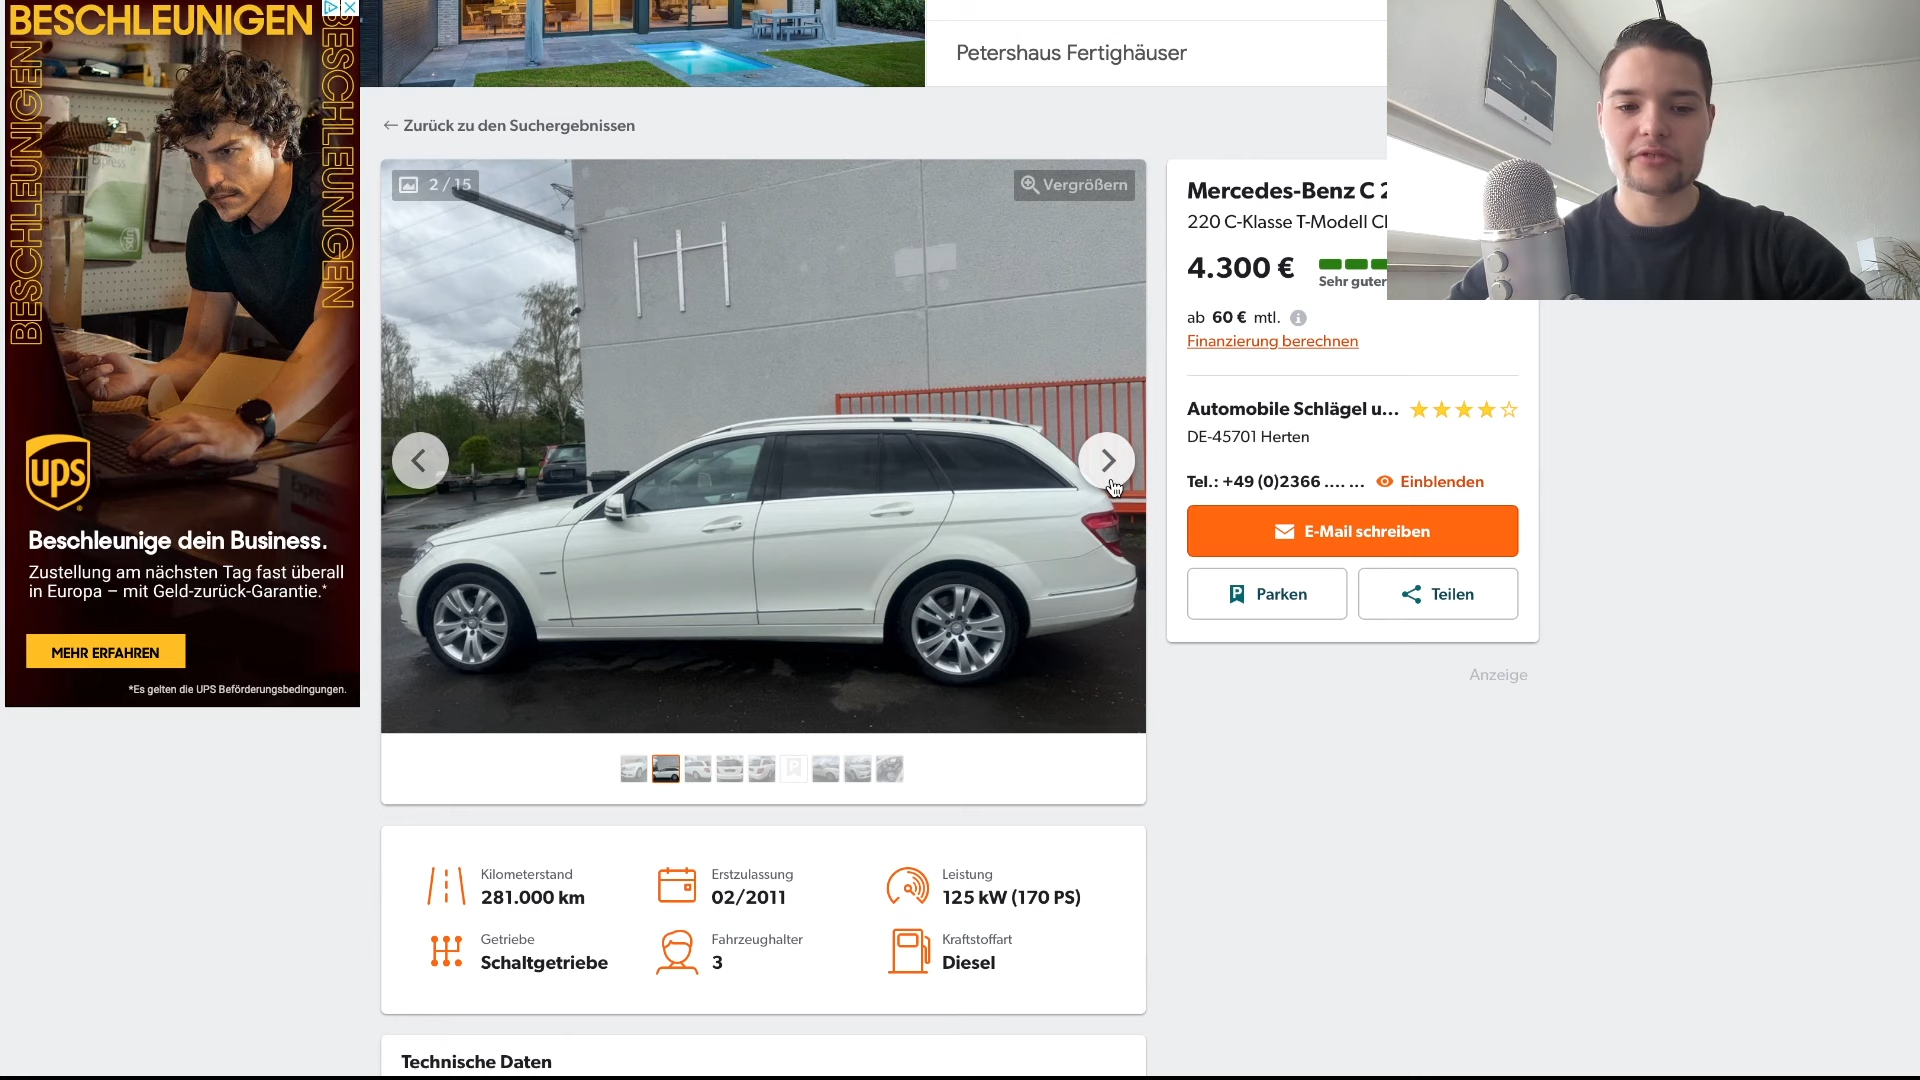 BESCHLEUNIGEN
BESCHLEUNIGEN
BESCHLEUNIGEN
ups
Beschleunige dein Business.
Zustellung am nächsten Tag fast überall
in Europa – mit Geld-zurück-Garantie.*
MEHR ERFAHREN
*Es gelten die UPS Beförderungsbedingungen.
Petershaus Fertighäuser
← Zurück zu den Suchergebnissen
2 / 15
Vergrößern
Mercedes-Benz C 2
220 C-Klasse T-Modell
4.300 €
Sehr guter
ab 60 € mtl.
Finanzierung berechnen
Automobile Schlägel u...
DE-45701 Herten
Tel.: +49 (0)2366 .... ... Einblenden
E-Mail schreiben
Parken
Teilen
Anzeige
Kilometerstand
281.000 km
Erstzulassung
02/2011
Leistung
125 kW (170 PS)
Getriebe
Schaltgetriebe
Fahrzeughalter
3
Kraftstoffart
Diesel
Technische Daten